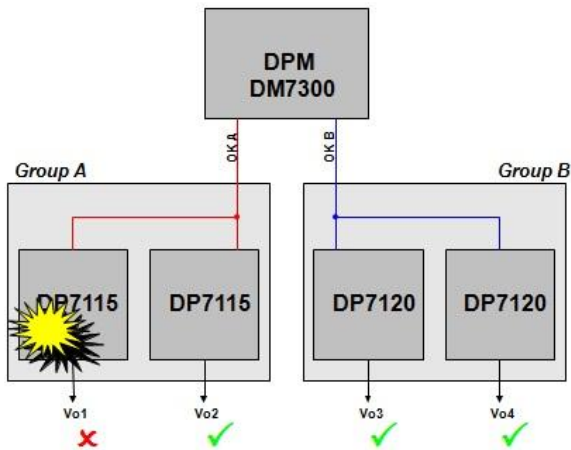 DPM
DM7300
OK A
OK B
Group A
Group B
DP7115
DP7115
DP7120
DP7120
Vo1
Vo2
Vo3
Vo4